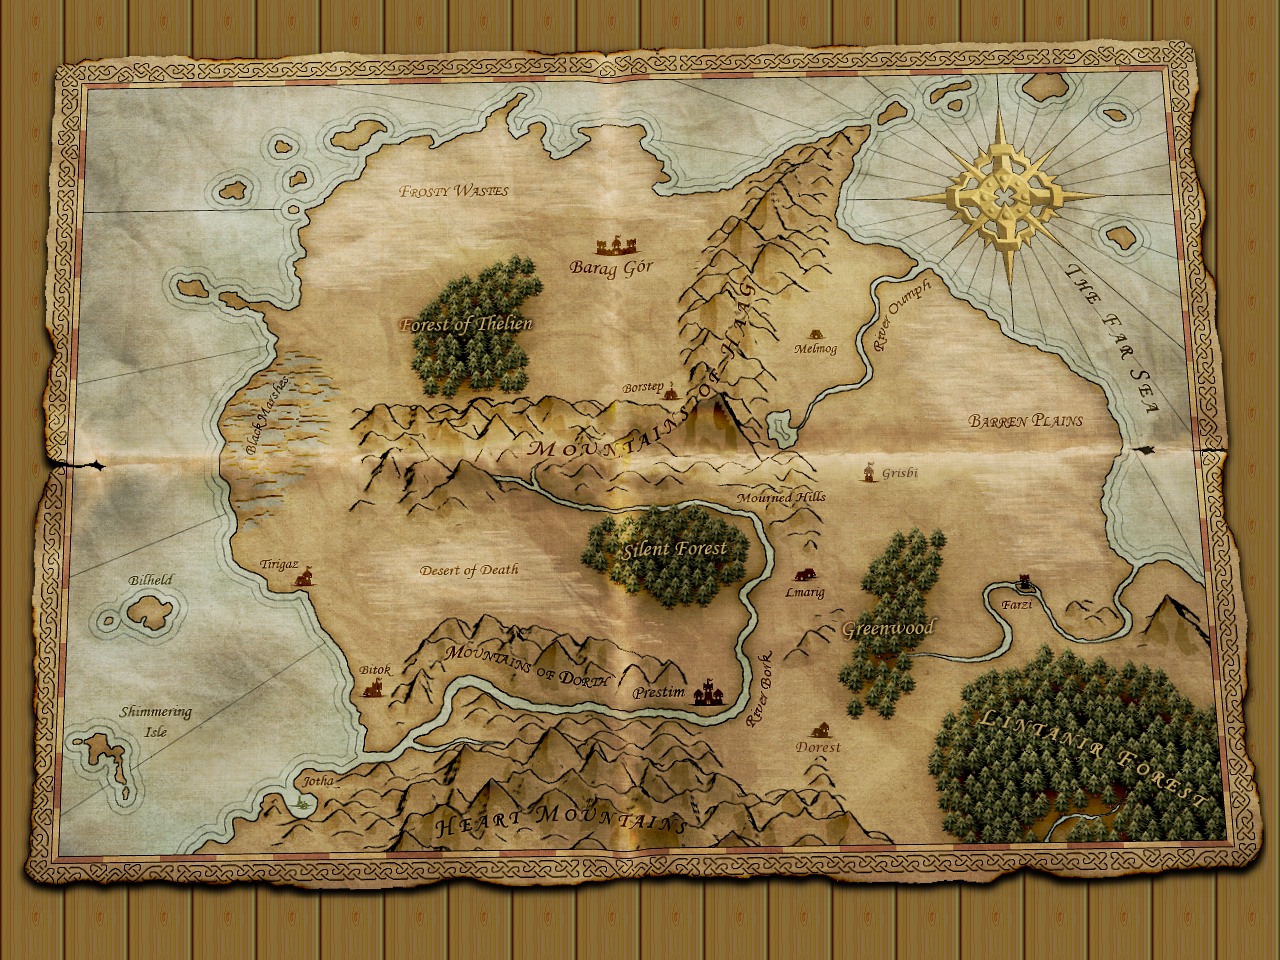 Frosty Wastes
Barag Gór
Forest of Thelien
The Far Sea
River Oumph
Melmog
Borstep
Black Marshes
Mountains of Haag
Barren Plains
Grisbi
Mourned Hills
Silent Forest
Desert of Death
Tirigaz
Bilheld
Lmarig
Farzi
Greenwood
Mountains of Dorth
Bitok
Prestim
River Bork
Shimmering
Isle
Lintanir Forest
Dorest
Jotha
Heart Mountains